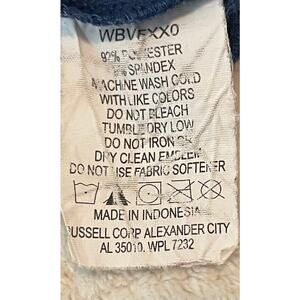 WBVFXX0
92% POLYESTER
8% SPANDEX
MACHINE WASH COLD
WITH LIKE COLORS
DO NOT BLEACH
TUMBLE DRY LOW
DO NOT IRON ON
DRY CLEAN EMBLEM
DO NOT USE FABRIC SOFTENER
MADE IN INDONESIA
RUSSELL CORP ALEXANDER CITY
AL 35010. WPL 7232